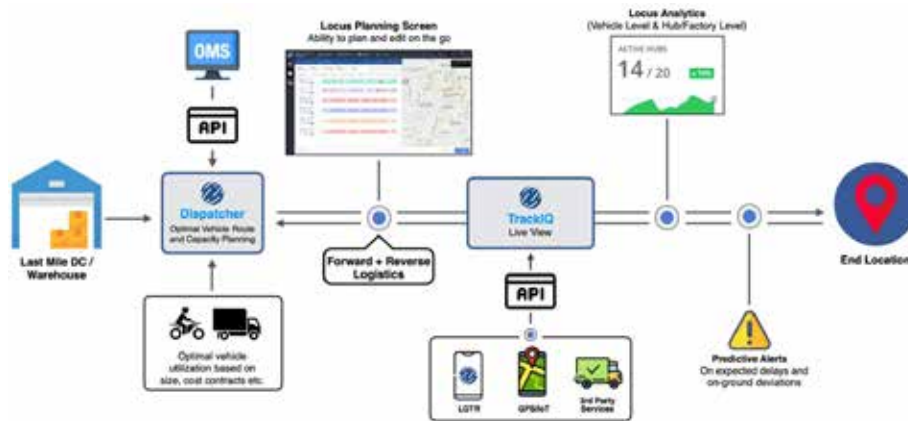 Locus Planning Screen
Ability to plan and edit on the go
Locus Analytics
(Vehicle Level & Hub/Factory Level)
OMS
ACTIVE HUBS
14 / 20
API
Dispatcher
Optimal Vehicle Route
and Capacity Planning
TrackIQ
Live View
Last Mile DC /
Warehouse
Forward + Reverse
Logistics
End Location
API
Optimal vehicle
utilization based on
size, cost contracts etc.
Predictive Alerts
On expected delays and
on-ground deviations
LOTR
GPS/IoT
3rd Party
Services